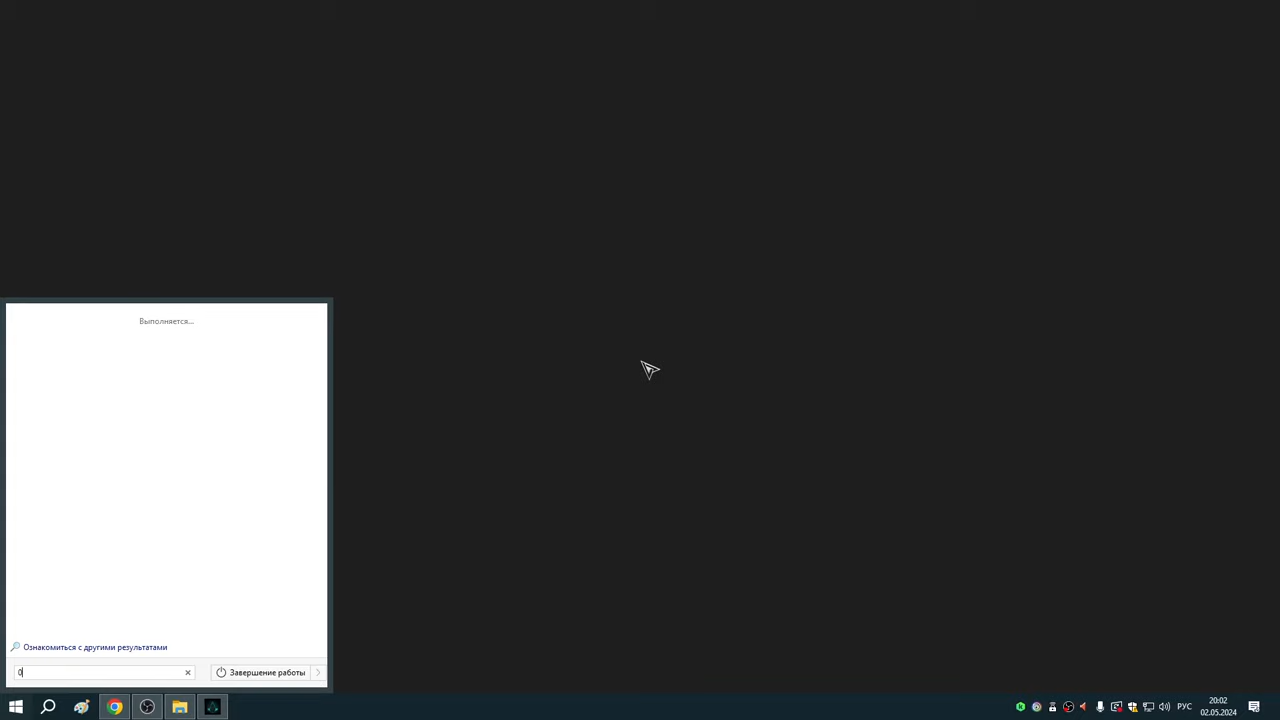 Выполняется...
Ознакомиться с другими результатами
0
Завершение работы
РУС
20:02
02.05.2024